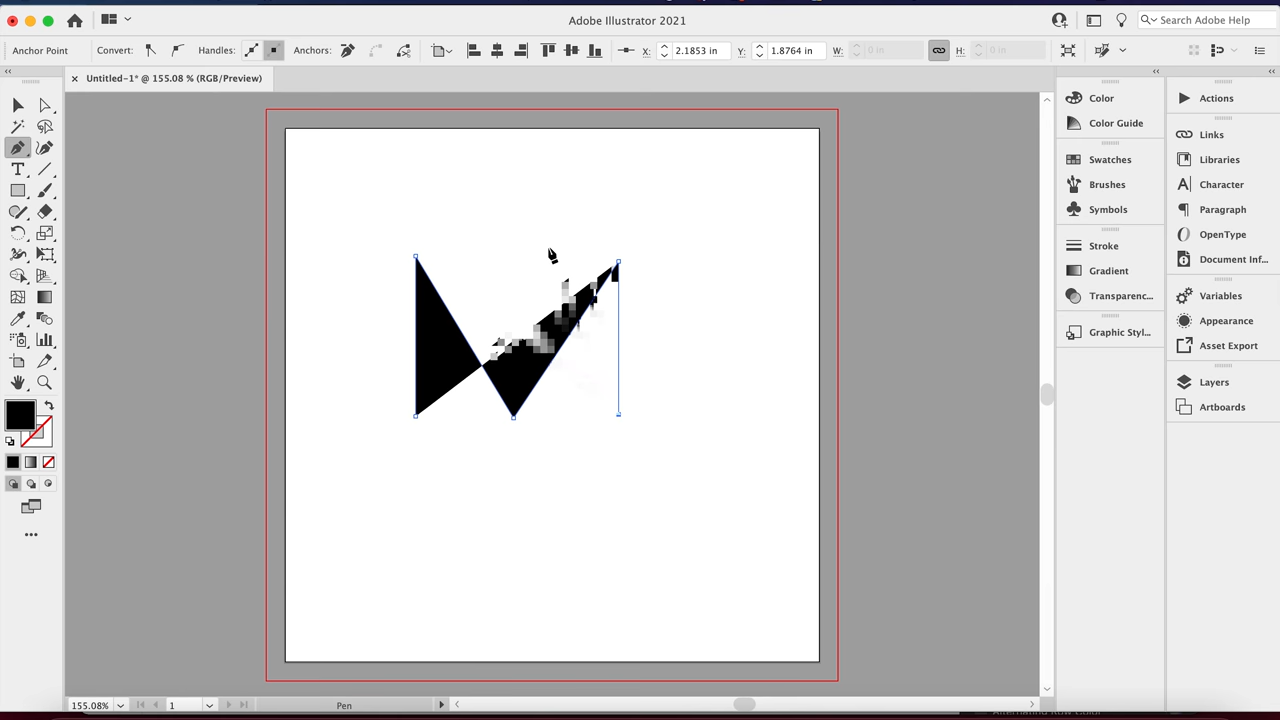 Adobe Illustrator 2021
Search Adobe Help
Anchor Point
Convert:
Handles:
Anchors:
X: 2.1853 in
Y: 1.8764 in
W: 0 in
H: 0 in
Untitled-1* @ 155.08 % (RGB/Preview)
Color
Color Guide
Swatches
Brushes
Symbols
Stroke
Gradient
Transparenc...
Graphic Styl...
Actions
Links
Libraries
Character
Paragraph
OpenType
Document Inf...
Variables
Appearance
Asset Export
Layers
Artboards
155.08%
1
Pen